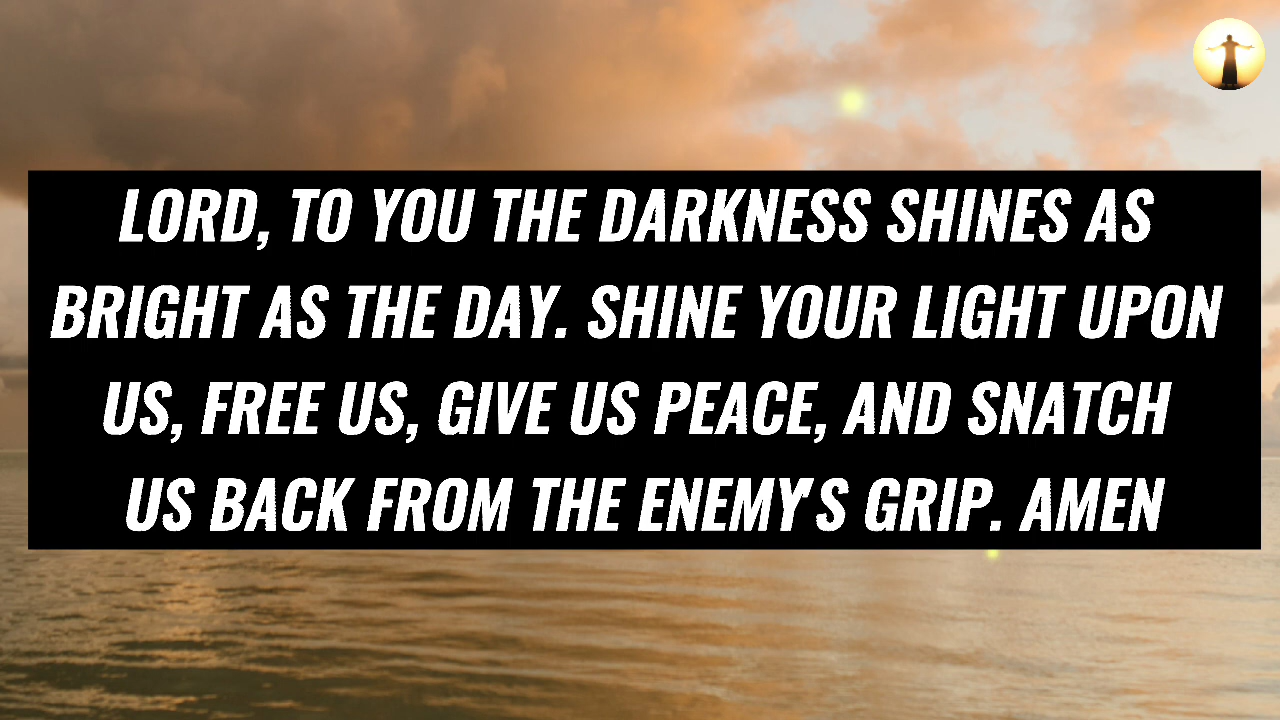 LORD, TO YOU THE DARKNESS SHINES AS
BRIGHT AS THE DAY. SHINE YOUR LIGHT UPON
US, FREE US, GIVE US PEACE, AND SNATCH
US BACK FROM THE ENEMY'S GRIP. AMEN